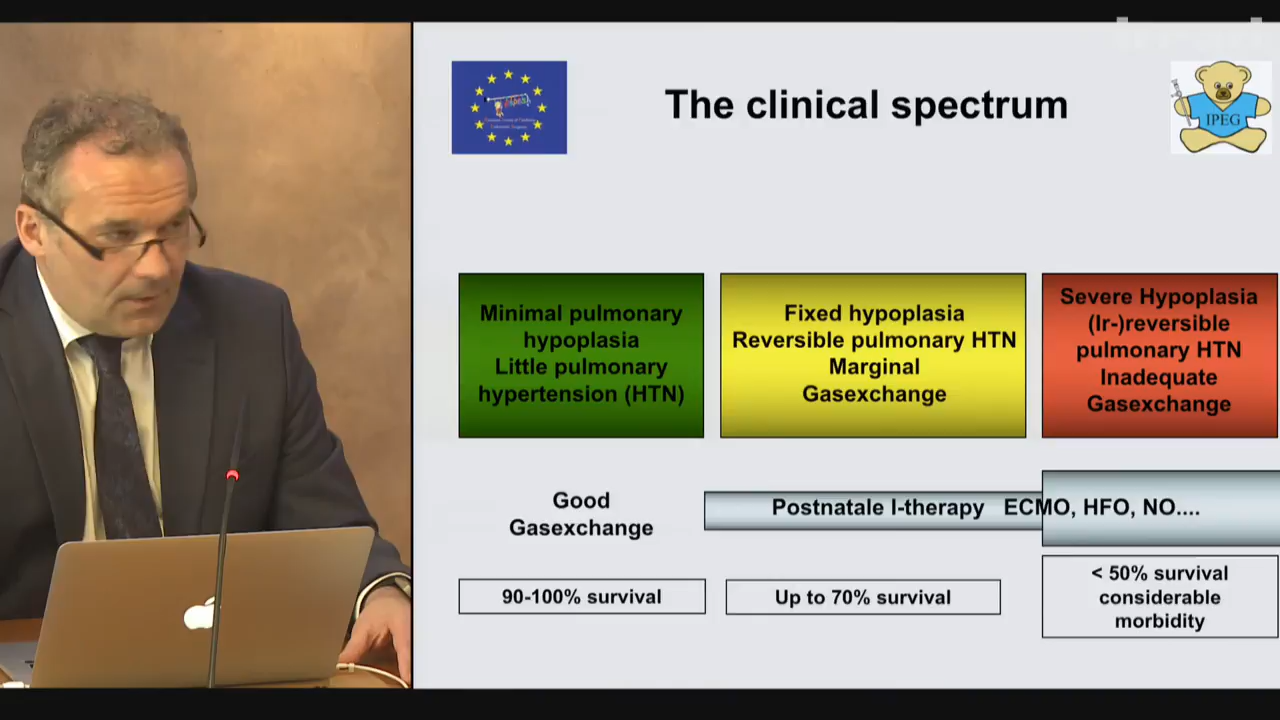 The clinical spectrum
IPEG
Minimal pulmonary
hypoplasia
Little pulmonary
hypertension (HTN)
Fixed hypoplasia
Reversible pulmonary HTN
Marginal
Gasexchange
Severe Hypoplasia
(Ir-)reversible
pulmonary HTN
Inadequate
Gasexchange
Good
Gasexchange
Postnatale I-therapy ECMO, HFO, NO....
90-100% survival
Up to 70% survival
< 50% survival
considerable
morbidity